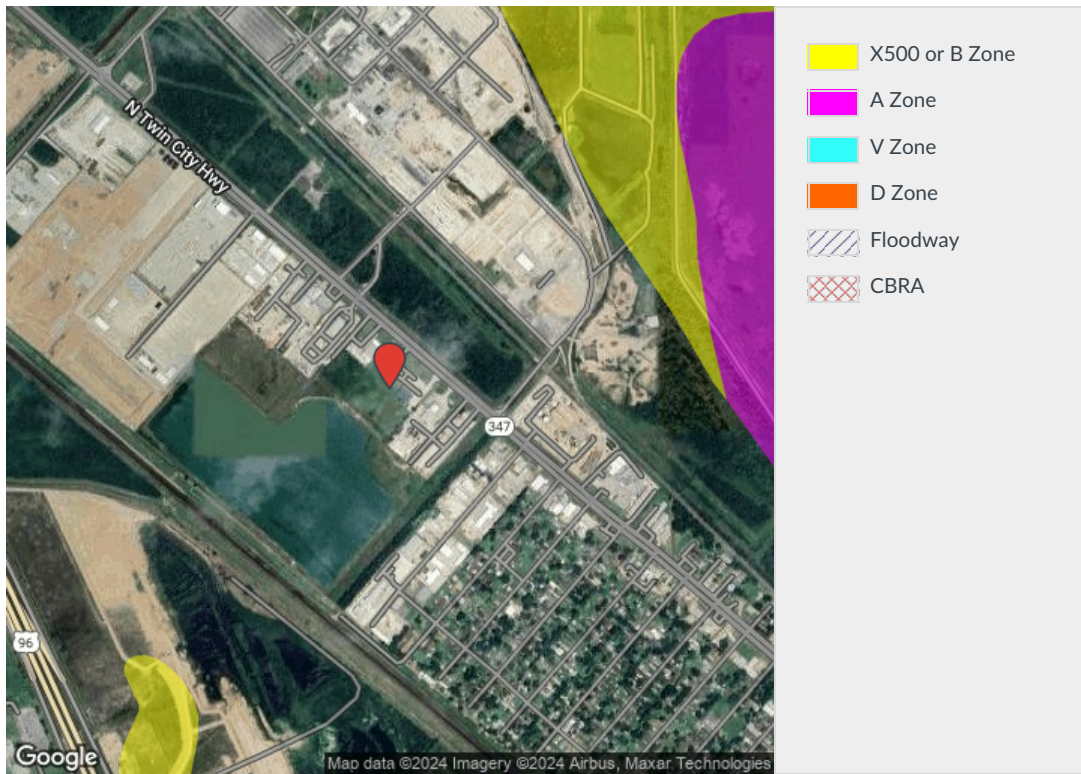 N Twin City Hwy
347
96
Google
Map data ©2024 Imagery ©2024 Airbus, Maxar Technologies
X500 or B Zone
A Zone
V Zone
D Zone
Floodway
CBRA